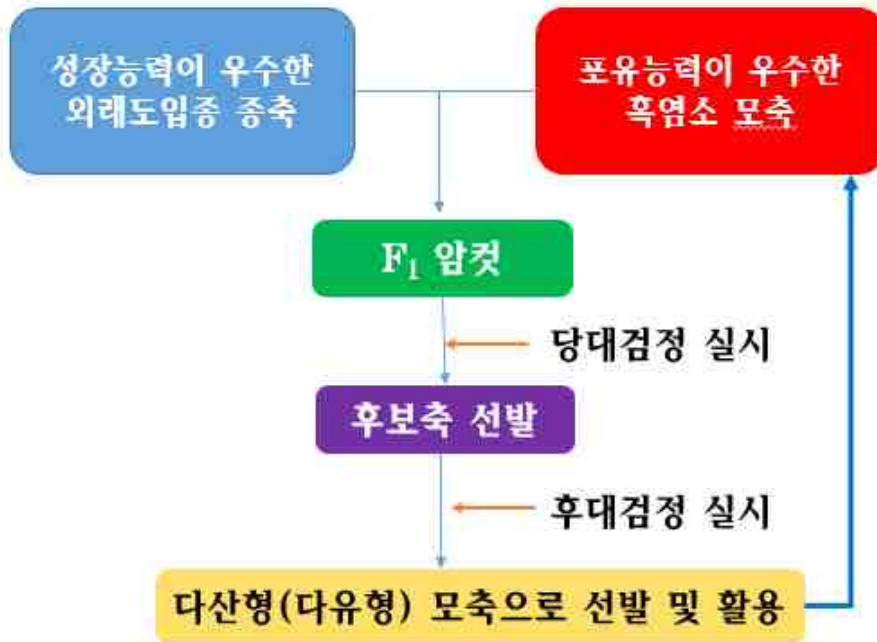 성장능력이 우수한
외래도입종 종축
포유능력이 우수한
흑염소 모축
F₁ 암컷
당대검정 실시
후보축 선발
후대검정 실시
다산형(다유형) 모축으로 선발 및 활용